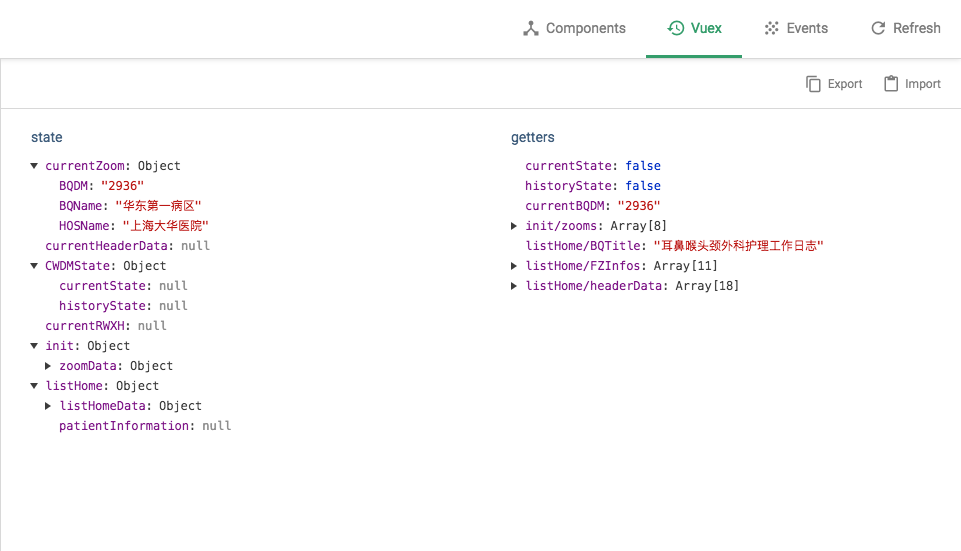 Components
Vuex
Events
Refresh
Export
Import
state
currentZoom: Object
BQDM: "2936"
BQName: "华东第一病区"
HOSName: "上海大华医院"
currentHeaderData: null
CWDMState: Object
currentState: null
historyState: null
currentRWXH: null
init: Object
zoomData: Object
listHome: Object
listHomeData: Object
patientInformation: null
getters
currentState: false
historyState: false
currentBQDM: "2936"
init/zooms: Array[8]
listHome/BQTitle: "耳鼻喉头颈外科护理工作日志"
listHome/FZInfos: Array[11]
listHome/headerData: Array[18]